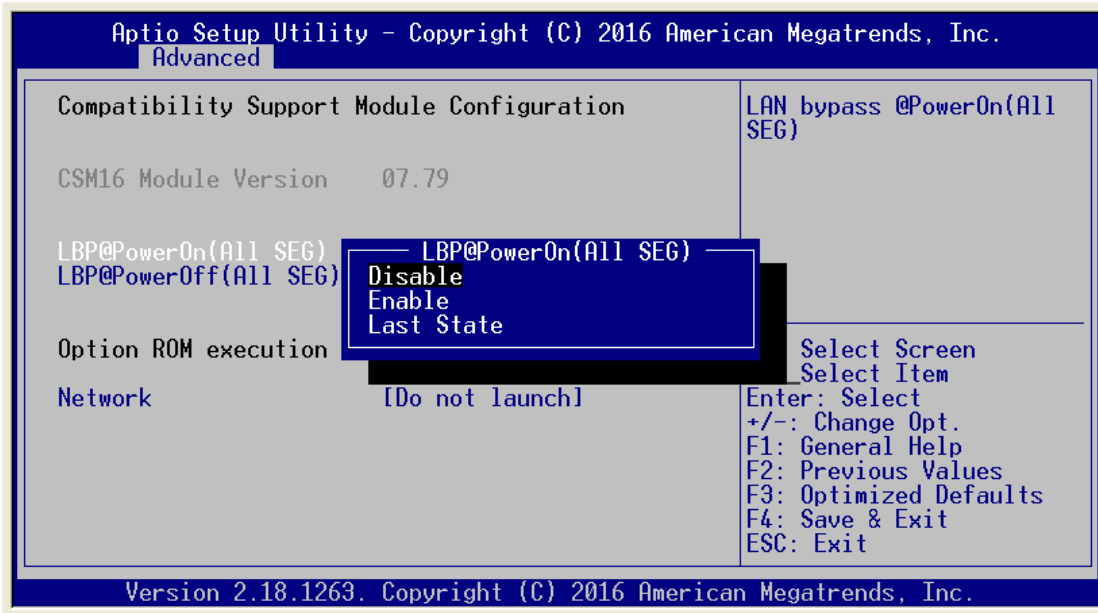 Aptio Setup Utility – Copyright (C) 2016 American Megatrends, Inc.
Advanced
Compatibility Support Module Configuration
CSM16 Module Version 07.79
LBP@PowerOn(All SEG)
LBP@PowerOff(All SEG)
Option ROM execution
Network [Do not launch]
LBP@PowerOn(All SEG)
Disable
Enable
Last State
LAN bypass @PowerOn(All
SEG)
Select Screen
Select Item
Enter: Select
+/-: Change Opt.
F1: General Help
F2: Previous Values
F3: Optimized Defaults
F4: Save & Exit
ESC: Exit
Version 2.18.1263. Copyright (C) 2016 American Megatrends, Inc.